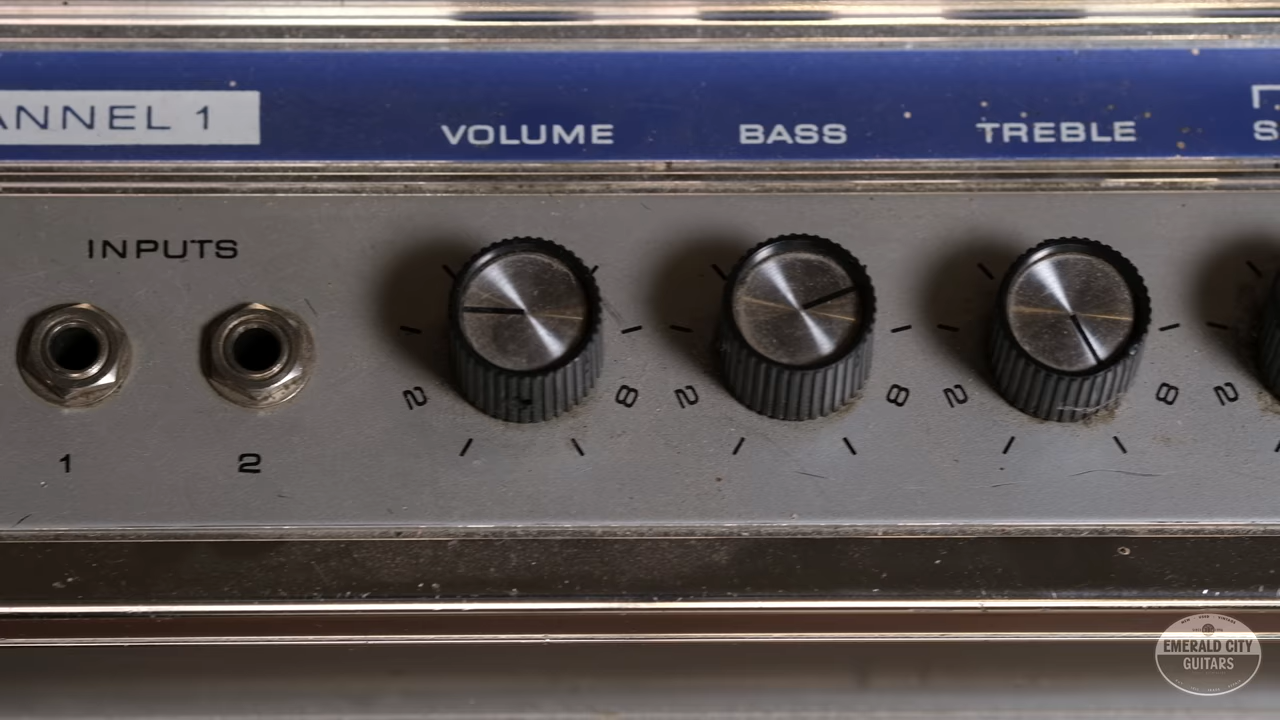 ANNEL 1
VOLUME BASS TREBLE S
INPUTS
2 8 2 8 2 8 2
1 2
EMERALD CITY
GUITARS